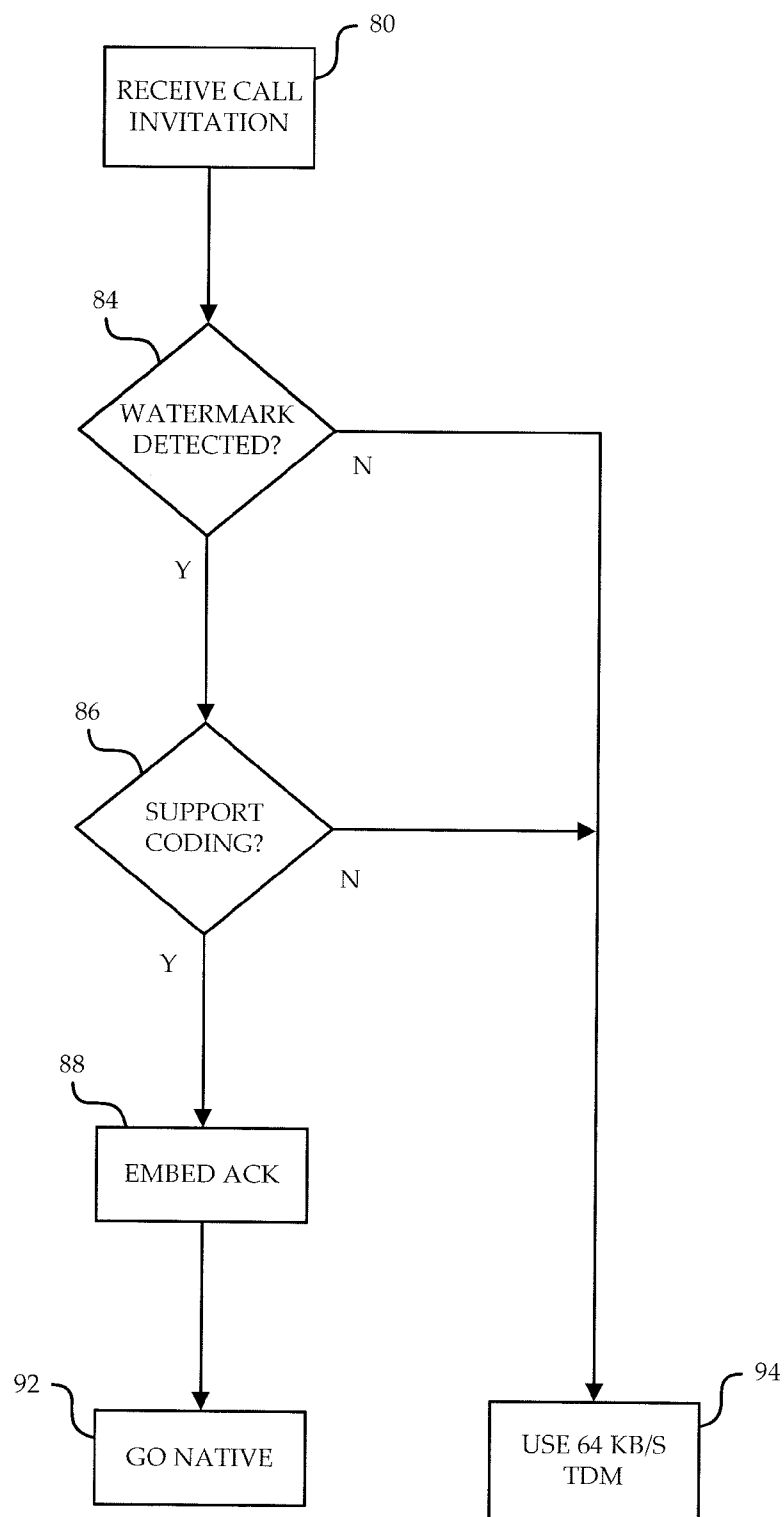 80
RECEIVE CALL
INVITATION
84
WATERMARK
DETECTED?
N
Y
86
SUPPORT
CODING?
N
Y
88
EMBED ACK
92
GO NATIVE
94
USE 64 KB/S
TDM